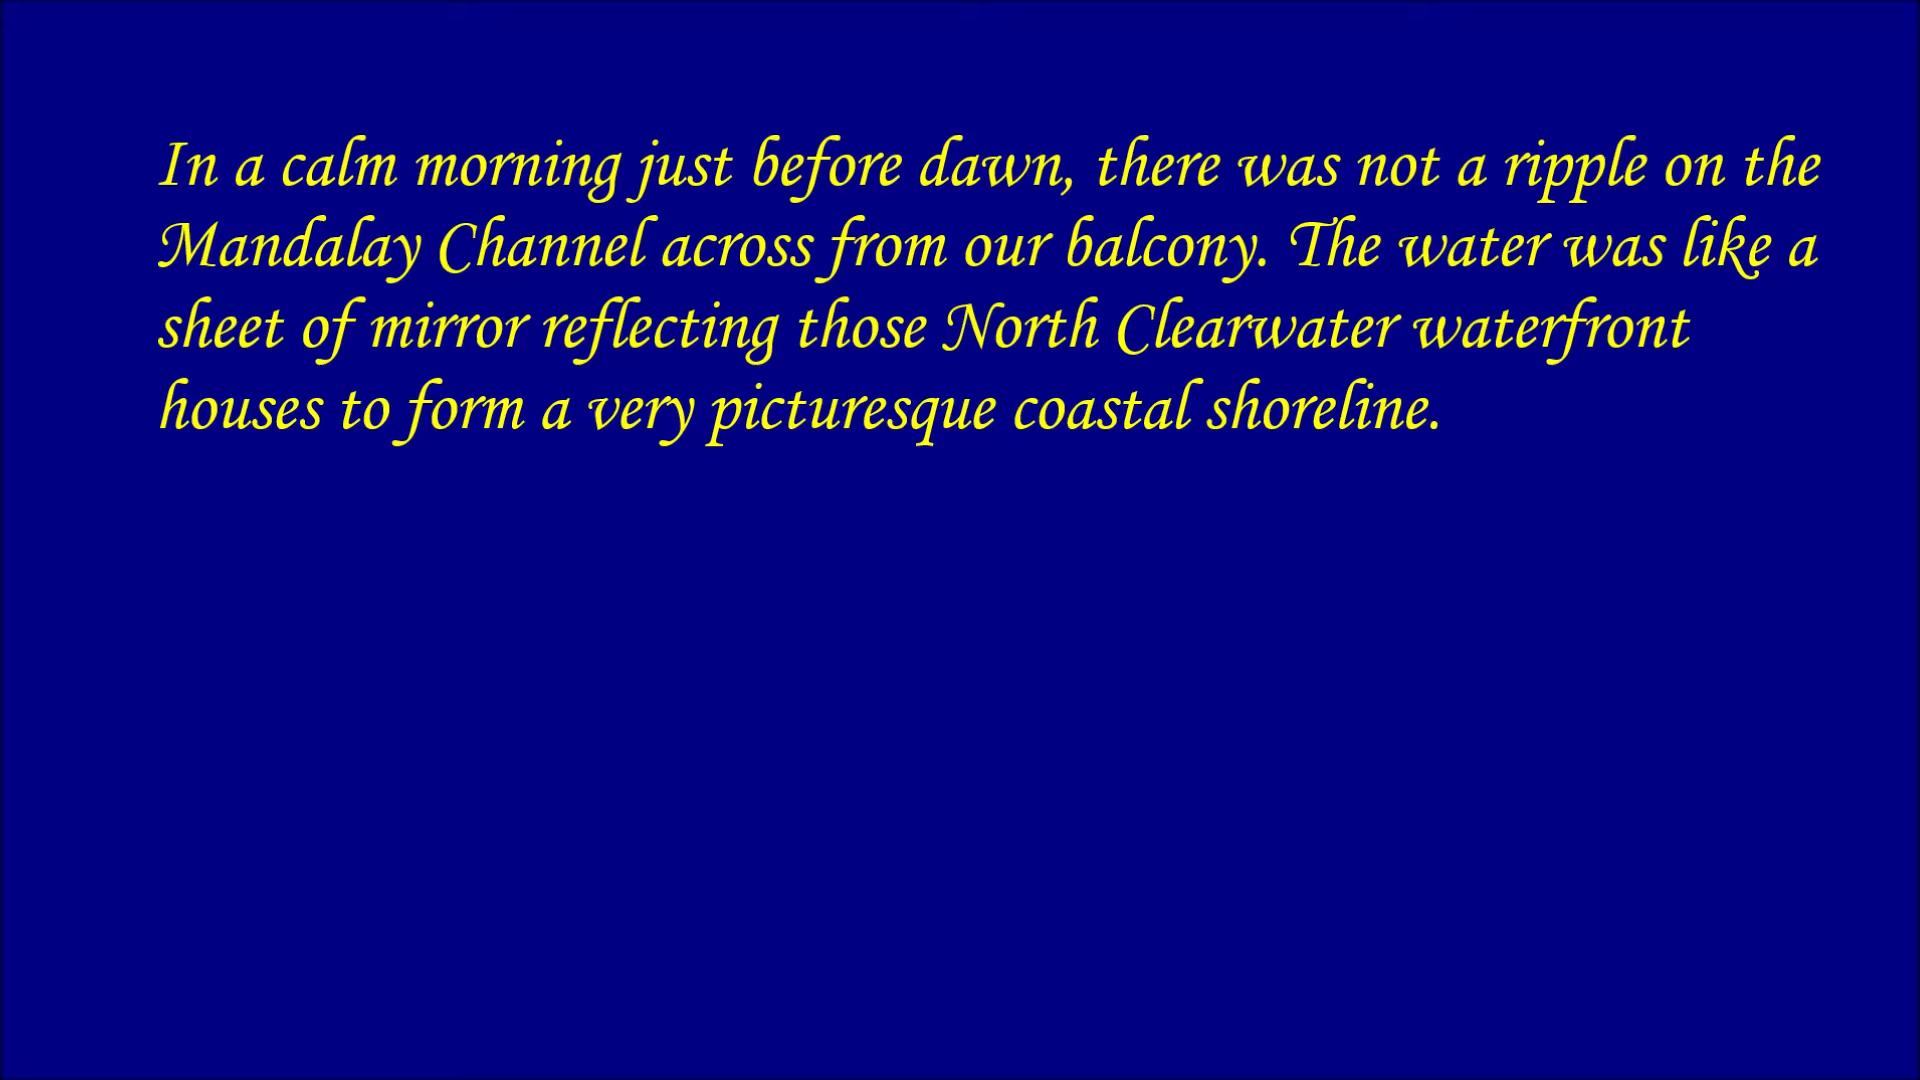 In a calm morning just before dawn, there was not a ripple on the
Mandalay Channel across from our balcony. The water was like a
sheet of mirror reflecting those North Clearwater waterfront
houses to form a very picturesque coastal shoreline.